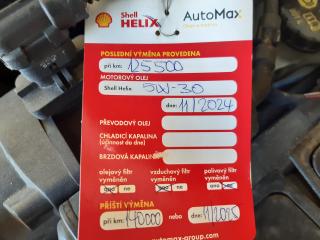 Shell
HELIX
AutoMax
POSLEDNÍ VÝMĚNA PROVEDENA
při km: 125500
MOTOROVÝ OLEJ
Shell Helix 5W-30
dne: 11/2024
PŘEVODOVÝ OLEJ
CHLADICÍ KAPALINA
(účinnost do dne)
BRZDOVÁ KAPALINA
olejový filtr vzduchový filtr palivový filtr
vyměněn vyměněn vyměněn
ano ne ano ne ano ne
PŘÍŠTÍ VÝMĚNA
při km: 140000 nebo dne: 11/2025
automax-group.com